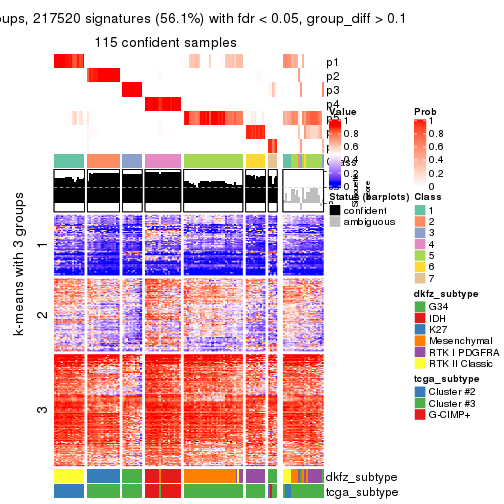 oups, 217520 signatures (56.1%) with fdr < 0.05, group_diff > 0.1
115 confident samples
p1
p2
p3
p4
Value
1
0.8
0.6
0.4
0.2
0
Prob
1
0.8
0.6
0.4
0.2
0
Status (barplots)
confident
ambiguous
Class
1
2
3
4
5
6
7
k-means with 3 groups
1
2
3
dkfz_subtype
G34
IDH
K27
Mesenchymal
RTK I PDGFRA
RTK II Classic
tcga_subtype
Cluster #2
Cluster #3
G-CIMP+
dkfz_subtype
tcga_subtype